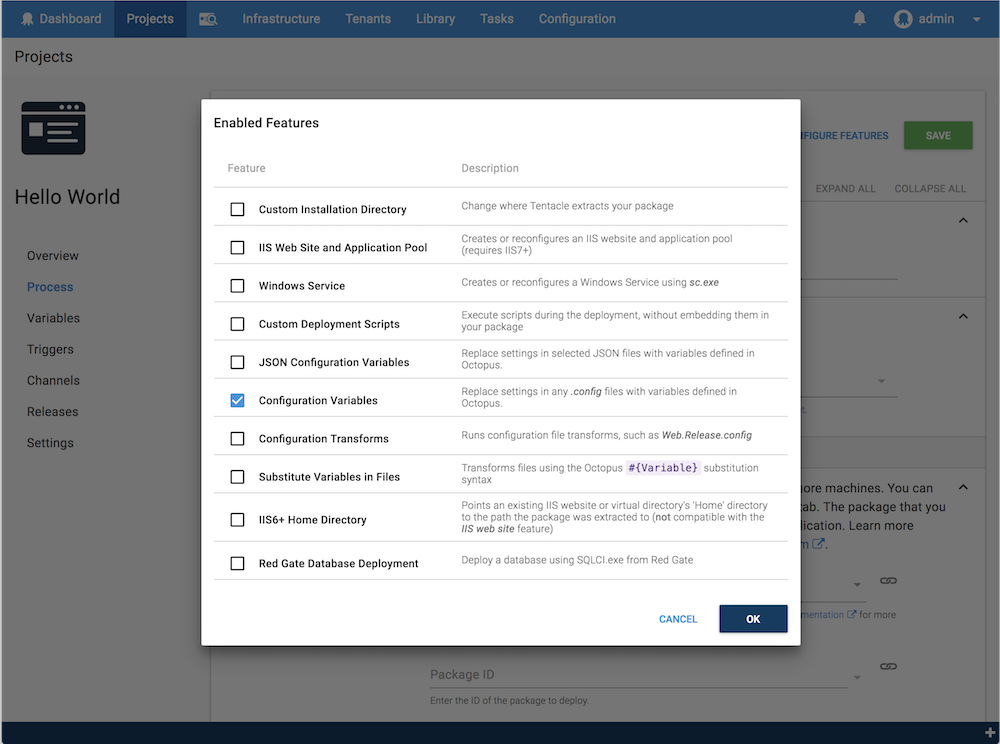 Dashboard Projects Infrastructure Tenants Library Tasks Configuration admin
Projects
Hello World
Overview
Process
Variables
Triggers
Channels
Releases
Settings
FIGURE FEATURES SAVE
EXPAND ALL COLLAPSE ALL
Enabled Features
Feature Description
Custom Installation Directory
Change where Tentacle extracts your package
IIS Web Site and Application Pool
Creates or reconfigures an IIS website and application pool
(requires IIS7+)
Windows Service
Creates or reconfigures a Windows Service using sc.exe
Custom Deployment Scripts
Execute scripts during the deployment, without embedding them in
your package
JSON Configuration Variables
Replace settings in selected JSON files with variables defined in
Octopus.
Configuration Variables
Replace settings in any .config files with variables defined in
Octopus.
Configuration Transforms
Runs configuration file transforms, such as Web.Release.config
Substitute Variables in Files
Transforms files using the Octopus #{Variable} substitution
syntax
IIS6+ Home Directory
Points an existing IIS website or virtual directory's 'Home' directory
to the path the package was extracted to (not compatible with the
IIS web site feature)
Red Gate Database Deployment
Deploy a database using SQLCI.exe from Red Gate
CANCEL OK
t.
ore machines. You can
tab. The package that you
lication. Learn more
m.
mentation for more
Package ID
Enter the ID of the package to deploy.